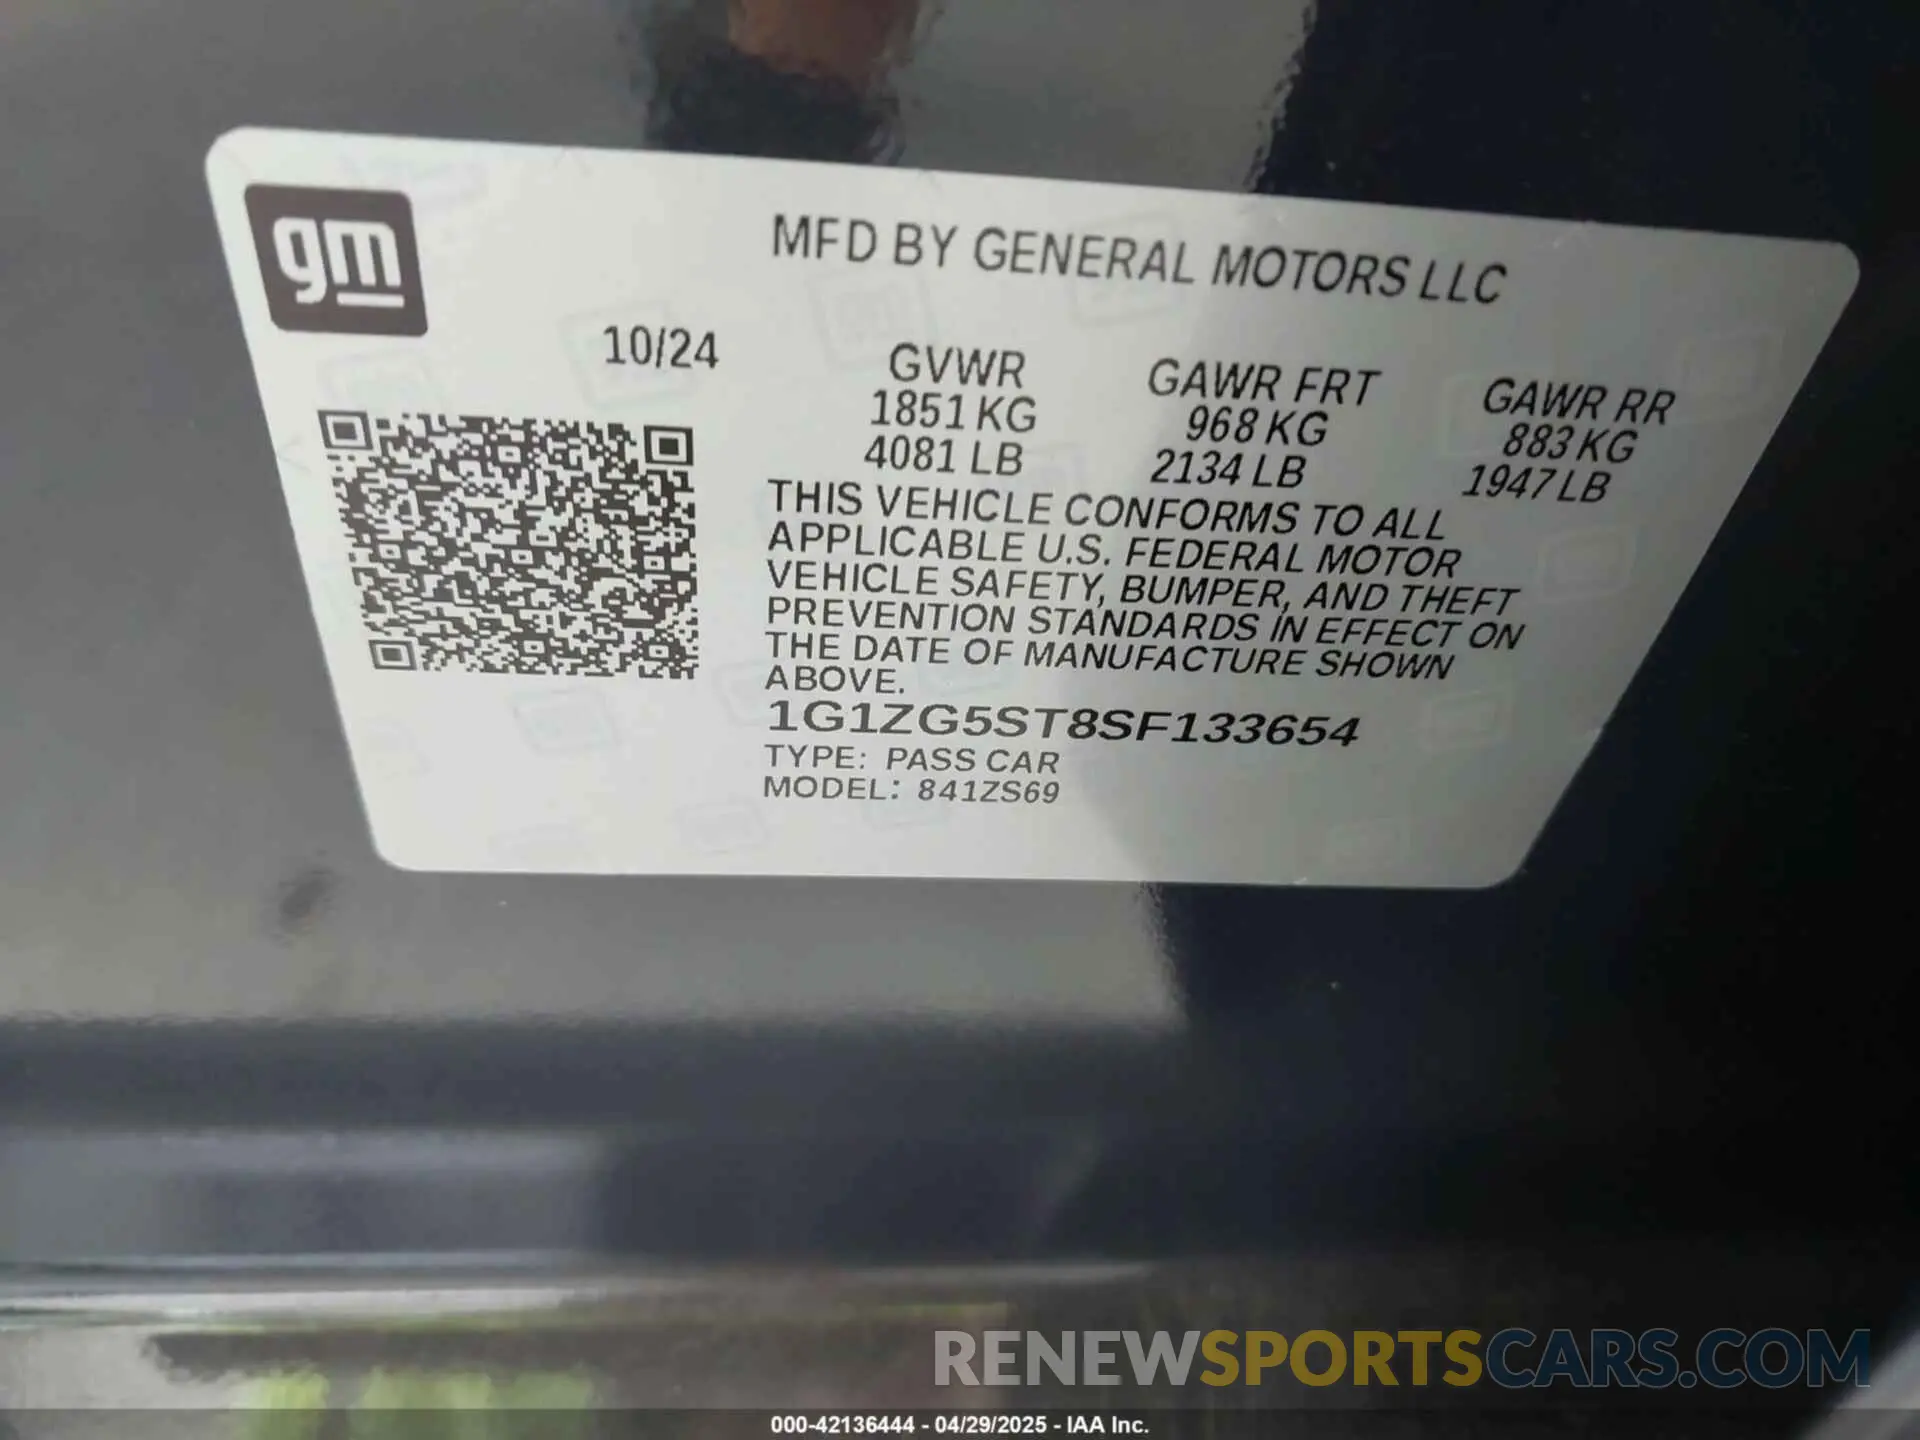 gm
MFD BY GENERAL MOTORS LLC
10/24
GVWR GAWR FRT GAWR RR
1851 KG 968 KG 883 KG
4081 LB 2134 LB 1947 LB
THIS VEHICLE CONFORMS TO ALL
APPLICABLE U.S. FEDERAL MOTOR
VEHICLE SAFETY, BUMPER, AND THEFT
PREVENTION STANDARDS IN EFFECT ON
THE DATE OF MANUFACTURE SHOWN
ABOVE.
1G1ZG5ST8SF133654
TYPE: PASS CAR
MODEL: 841ZS69
RENEWSPORTSCARS.COM
000-42136444 - 04/29/2025 - IAA Inc.